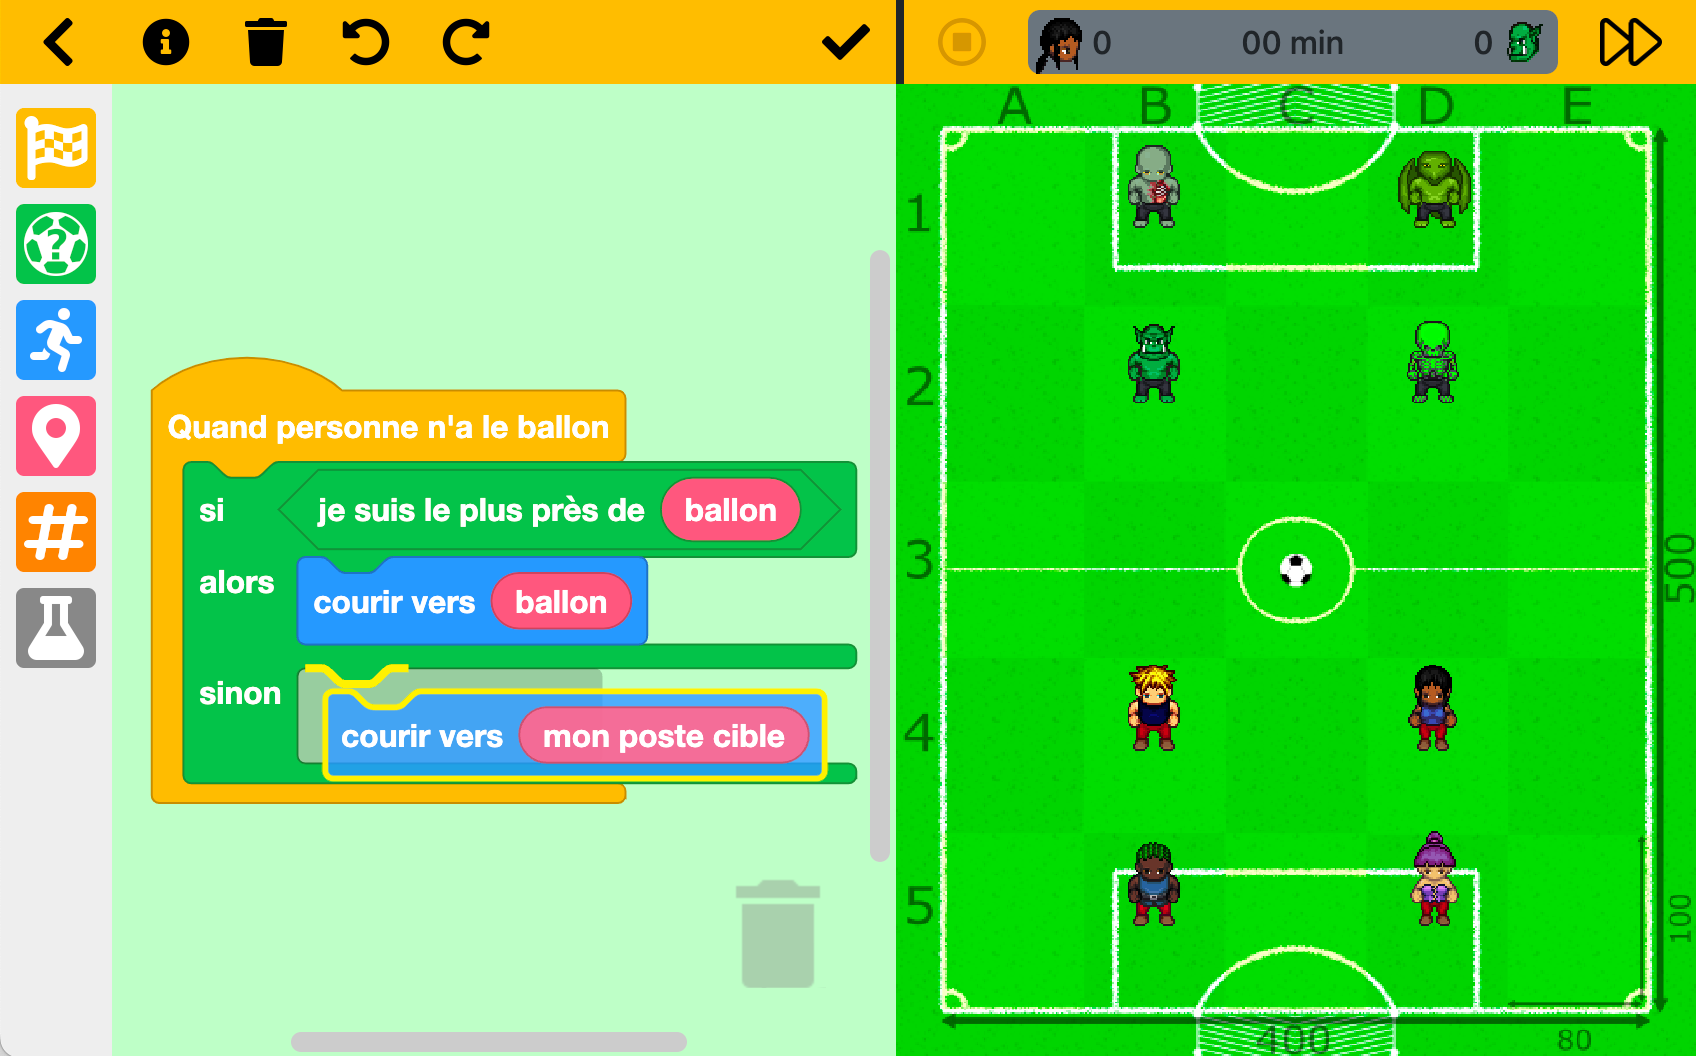 0 00 min 0
A B C D E
1
2
3
4
5
500
100
400
80
?
#
Quand personne n'a le ballon
si je suis le plus près de ballon
alors courir vers ballon
sinon
courir vers mon poste cible